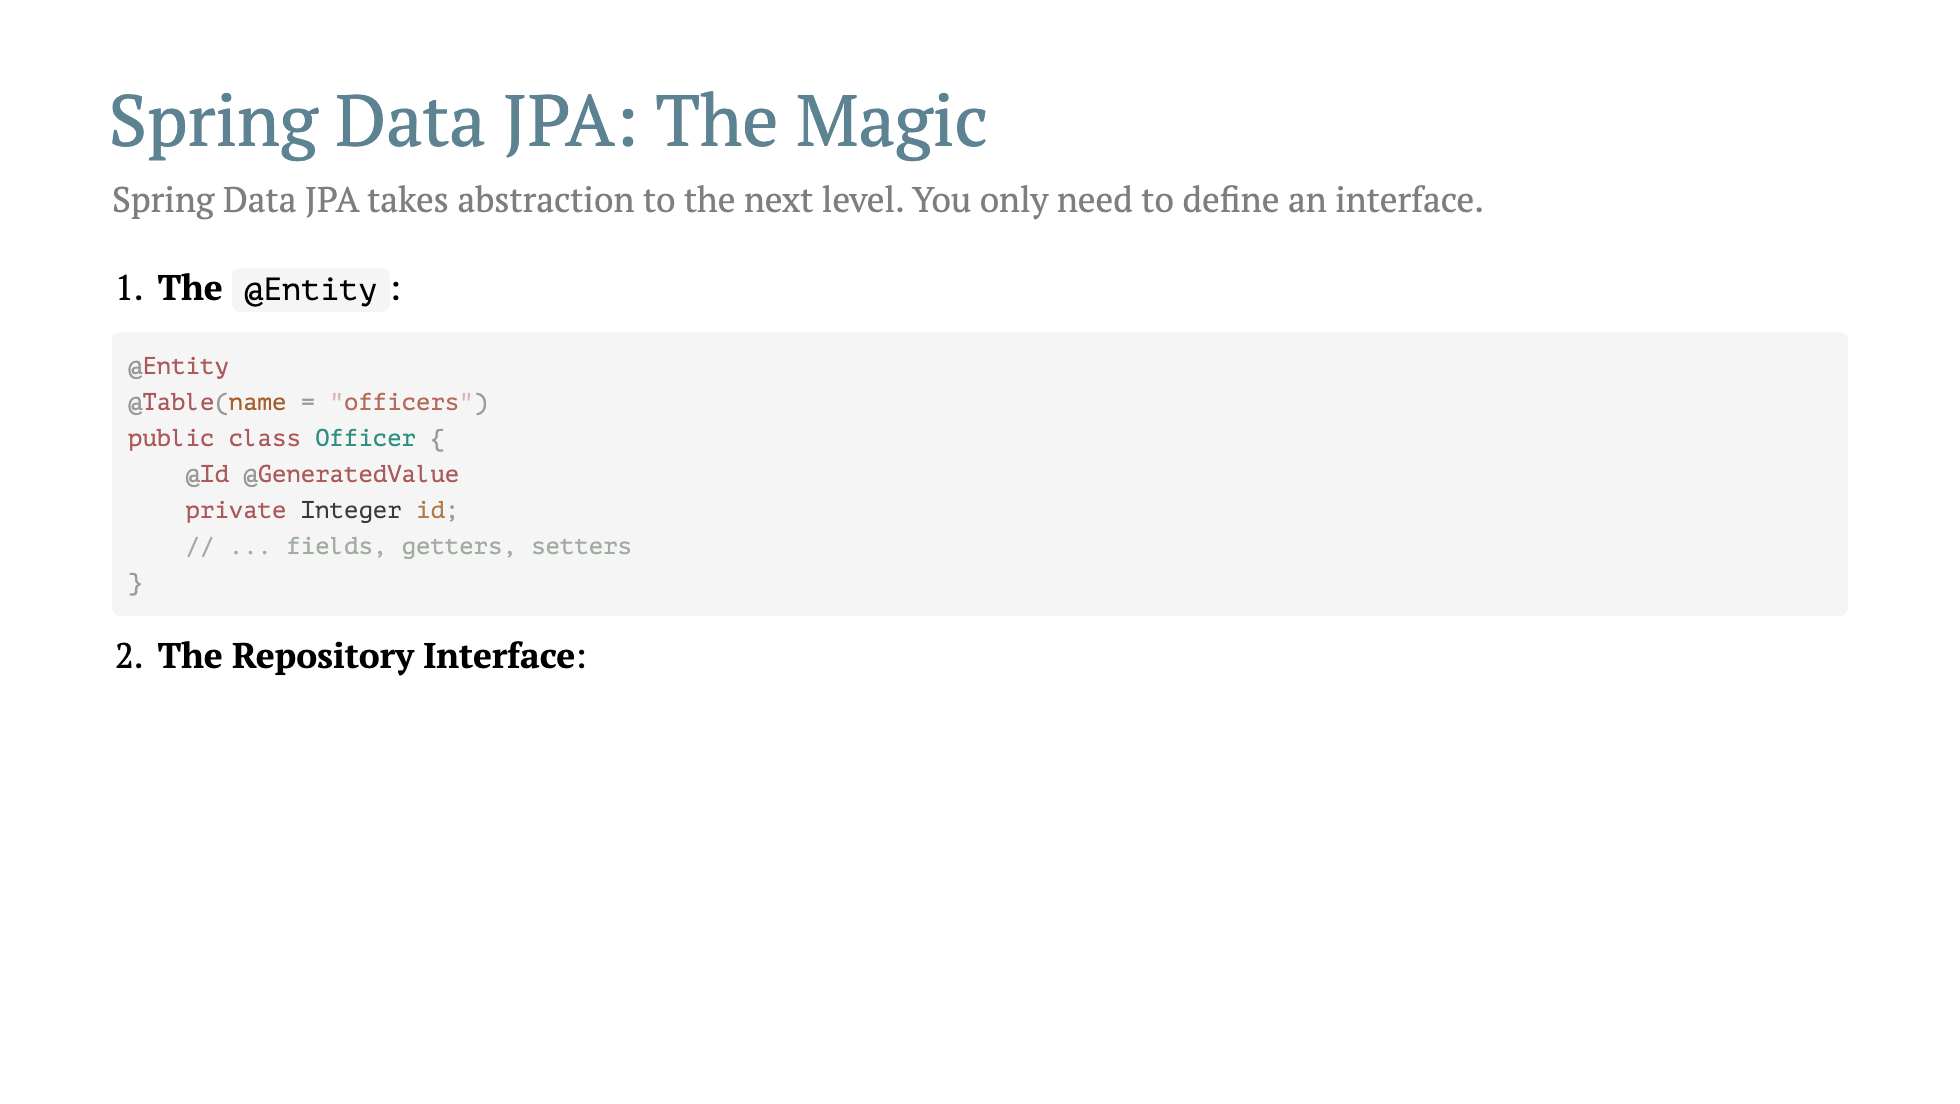 Spring Data JPA: The Magic
Spring Data JPA takes abstraction to the next level. You only need to define an interface.
1. The @Entity :
@Entity
@Table(name = "officers")
public class Officer {
    @Id @GeneratedValue
    private Integer id;
    // ... fields, getters, setters
}
2. The Repository Interface: